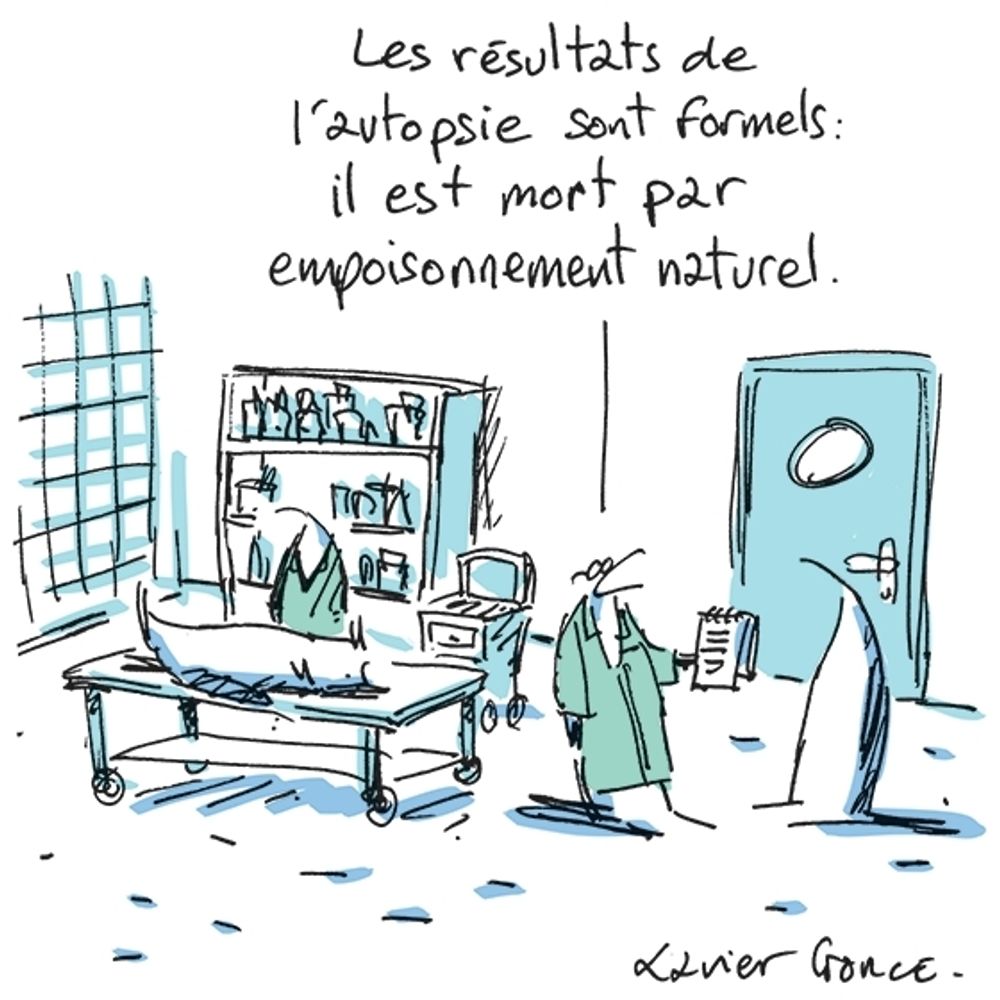 Les résultats de
l'autopsie sont formels:
il est mort par
empoisonnement naturel.
Xavier Gorce.